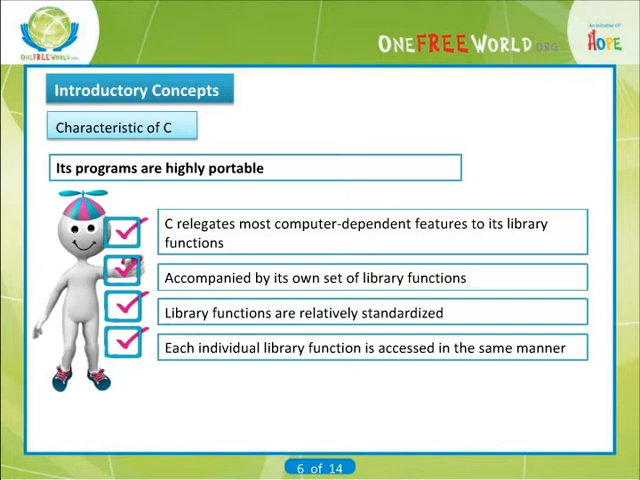 ONEFREEWORLD.ORG
An Initiative Of
HOPE
ONEFREEWORLD.ORG
Introductory Concepts
Characteristic of C
Its programs are highly portable
C relegates most computer-dependent features to its library
functions
Accompanied by its own set of library functions
Library functions are relatively standardized
Each individual library function is accessed in the same manner
6 of 14